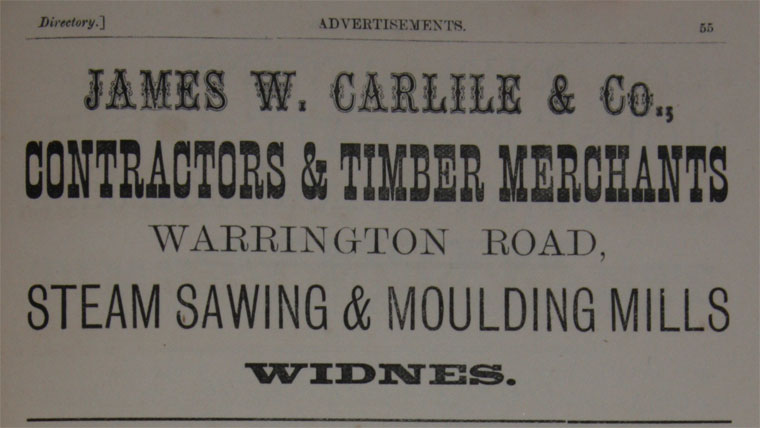 Directory.] ADVERTISEMENTS. 55
JAMES W. CARLILE & CO.,
CONTRACTORS & TIMBER MERCHANTS
WARRINGTON ROAD,
STEAM SAWING & MOULDING MILLS
WIDNES.